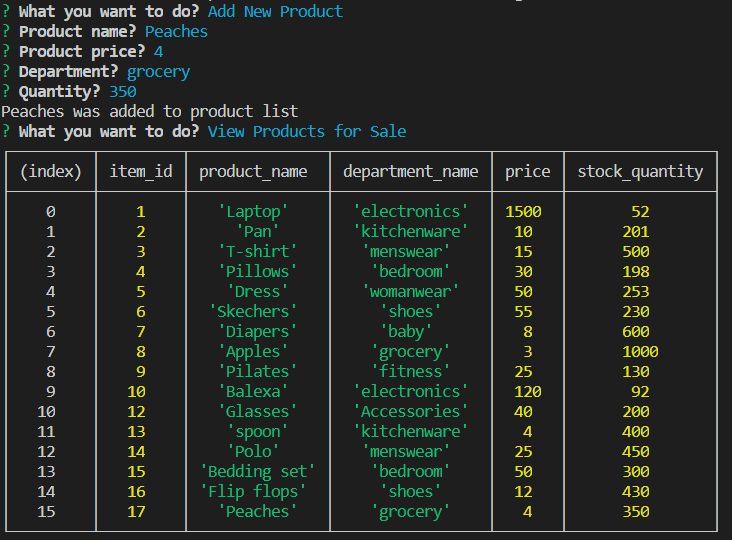 ? What you want to do? Add New Product
? Product name? Peaches
? Product price? 4
? Department? grocery
? Quantity? 350
Peaches was added to product list
? What you want to do? View Products for Sale
(index) item_id product_name department_name price stock_quantity
0 1 'Laptop' 'electronics' 1500 52
1 2 'Pan' 'kitchenware' 10 201
2 3 'T-shirt' 'menswear' 15 500
3 4 'Pillows' 'bedroom' 30 198
4 5 'Dress' 'womanwear' 50 253
5 6 'Skechers' 'shoes' 55 230
6 7 'Diapers' 'baby' 8 600
7 8 'Apples' 'grocery' 3 1000
8 9 'Pilates' 'fitness' 25 130
9 10 'Balexa' 'electronics' 120 92
10 12 'Glasses' 'Accessories' 40 200
11 13 'spoon' 'kitchenware' 4 400
12 14 'Polo' 'menswear' 25 450
13 15 'Bedding set' 'bedroom' 50 300
14 16 'Flip flops' 'shoes' 12 430
15 17 'Peaches' 'grocery' 4 350